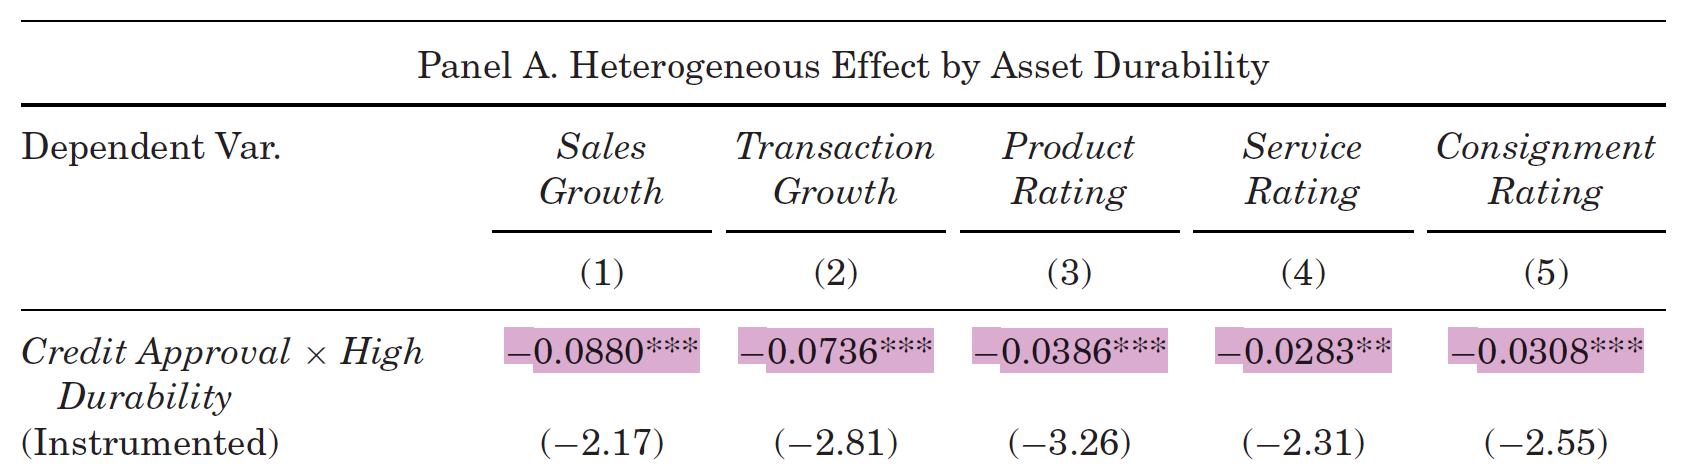 Panel A. Heterogeneous Effect by Asset Durability
Dependent Var. Sales Growth Transaction Growth Product Rating Service Rating Consignment Rating
(1) (2) (3) (4) (5)
Credit Approval × High Durability −0.0880*** −0.0736*** −0.0386*** −0.0283** −0.0308***
(Instrumented) (−2.17) (−2.81) (−3.26) (−2.31) (−2.55)